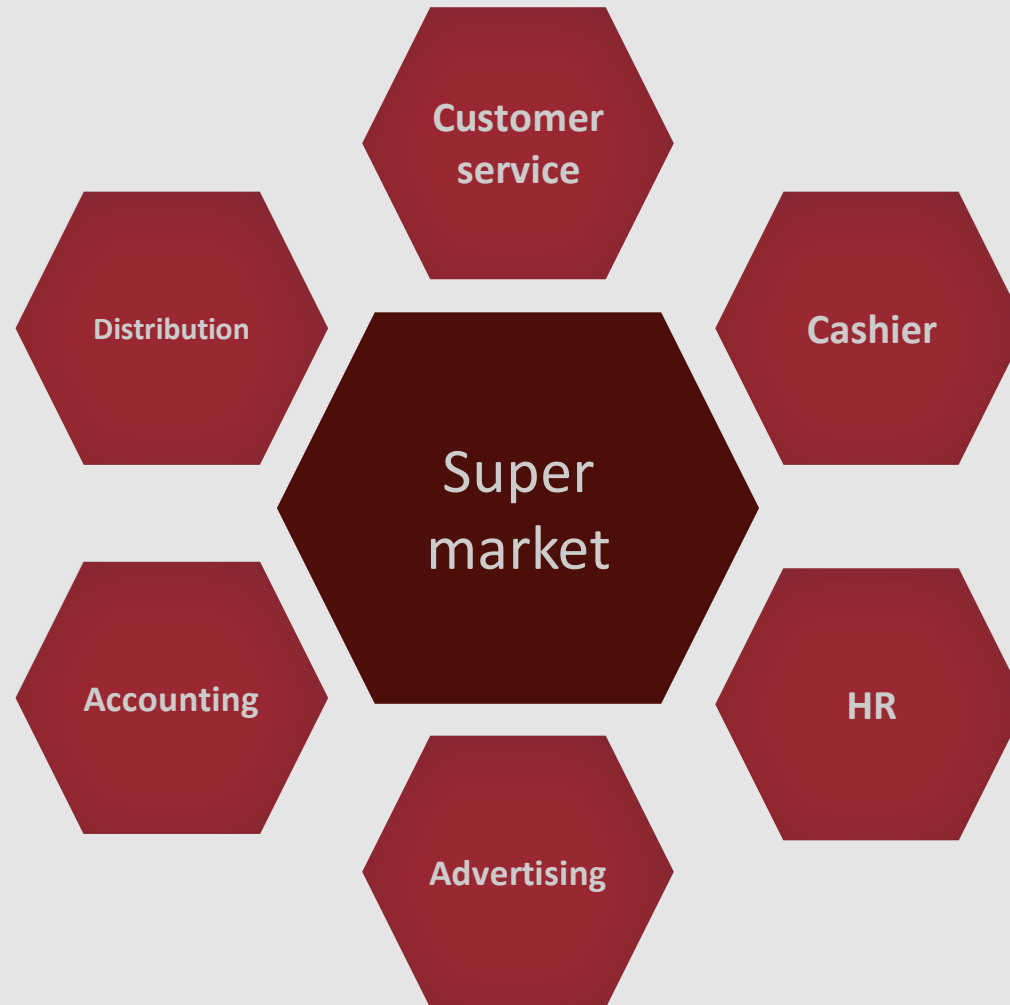 Customer
service
Distribution
Cashier
Super
market
Accounting
HR
Advertising